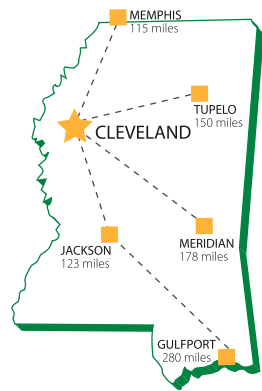 MEMPHIS
115 miles
TUPELO
150 miles
CLEVELAND
JACKSON
123 miles
MERIDIAN
178 miles
GULFPORT
280 miles